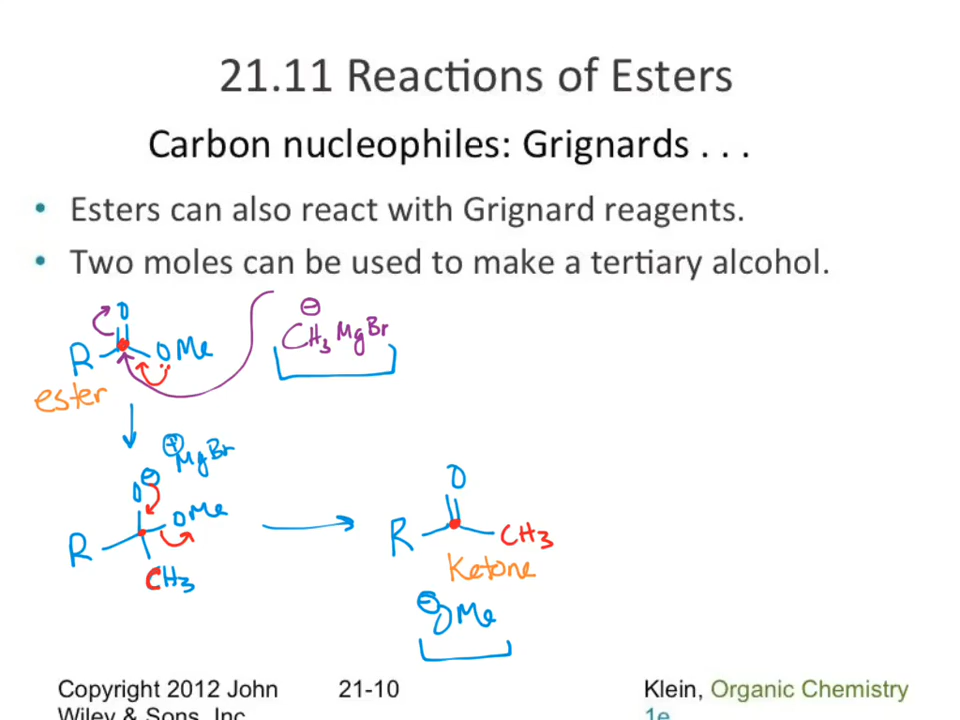 21.11 Reactions of Esters
Carbon nucleophiles: Grignards . . .
• Esters can also react with Grignard reagents.
• Two moles can be used to make a tertiary alcohol.
O
⊖
CH3MgBr
R
OMe
ester
⊕
MgBr
O⊖
OMe
R
CH3
O
R
CH3
Ketone
⊖OMe
Copyright 2012 John 21-10 Klein, Organic Chemistry
Wiley & Sons, Inc 1e